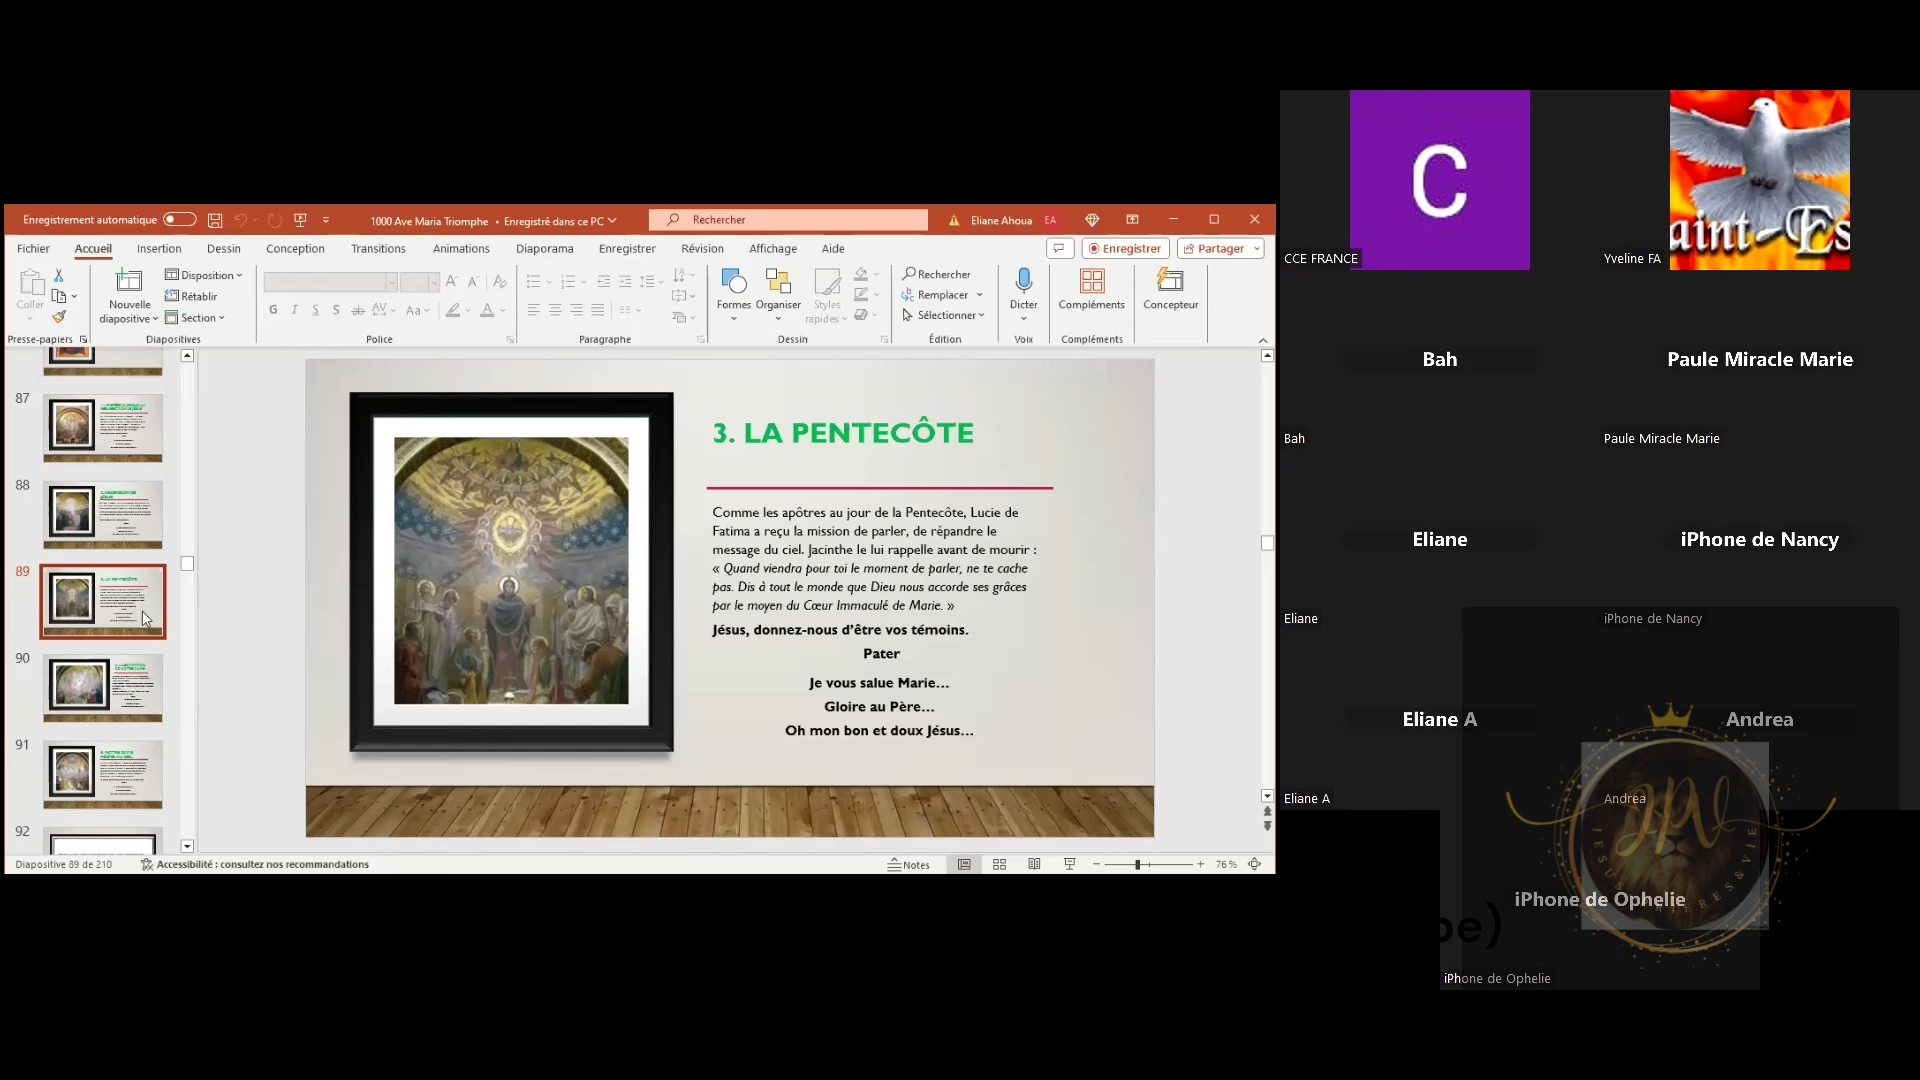 Enregistrement automatique
1000 Ave Maria Triomphe • Enregistré dans ce PC
Rechercher
Eliane Ahoua
EA
Fichier
Accueil
Insertion
Dessin
Conception
Transitions
Animations
Diaporama
Enregistrer
Révision
Affichage
Aide
Enregistrer
Partager
Coller
Nouvelle
diapositive
Disposition
Rétablir
Section
G I S S ab AV Aa A
Formes
Organiser
Styles
rapides
Rechercher
Remplacer
Sélectionner
Dicter
Compléments
Concepteur
Presse-papiers
Diapositives
Police
Paragraphe
Dessin
Édition
Voix
Compléments
87
88
89
90
91
92
3. LA PENTECÔTE
Comme les apôtres au jour de la Pentecôte, Lucie de
Fatima a reçu la mission de parler, de répandre le
message du ciel. Jacinthe le lui rappelle avant de mourir :
« Quand viendra pour toi le moment de parler, ne te cache
pas. Dis à tout le monde que Dieu nous accorde ses grâces
par le moyen du Cœur Immaculé de Marie. »
Jésus, donnez-nous d'être vos témoins.
Pater
Je vous salue Marie…
Gloire au Père…
Oh mon bon et doux Jésus…
Diapositive 89 de 210
Accessibilité : consultez nos recommandations
Notes
76 %
C
CCE FRANCE
aint-Es
Yveline FA
Bah
Bah
Paule Miracle Marie
Paule Miracle Marie
Eliane
Eliane
iPhone de Nancy
iPhone de Nancy
Eliane A
Eliane A
Andrea
Andrea
JPV
JESUS PRIERES & VIE
iPhone de Ophelie
iPhone de Ophelie